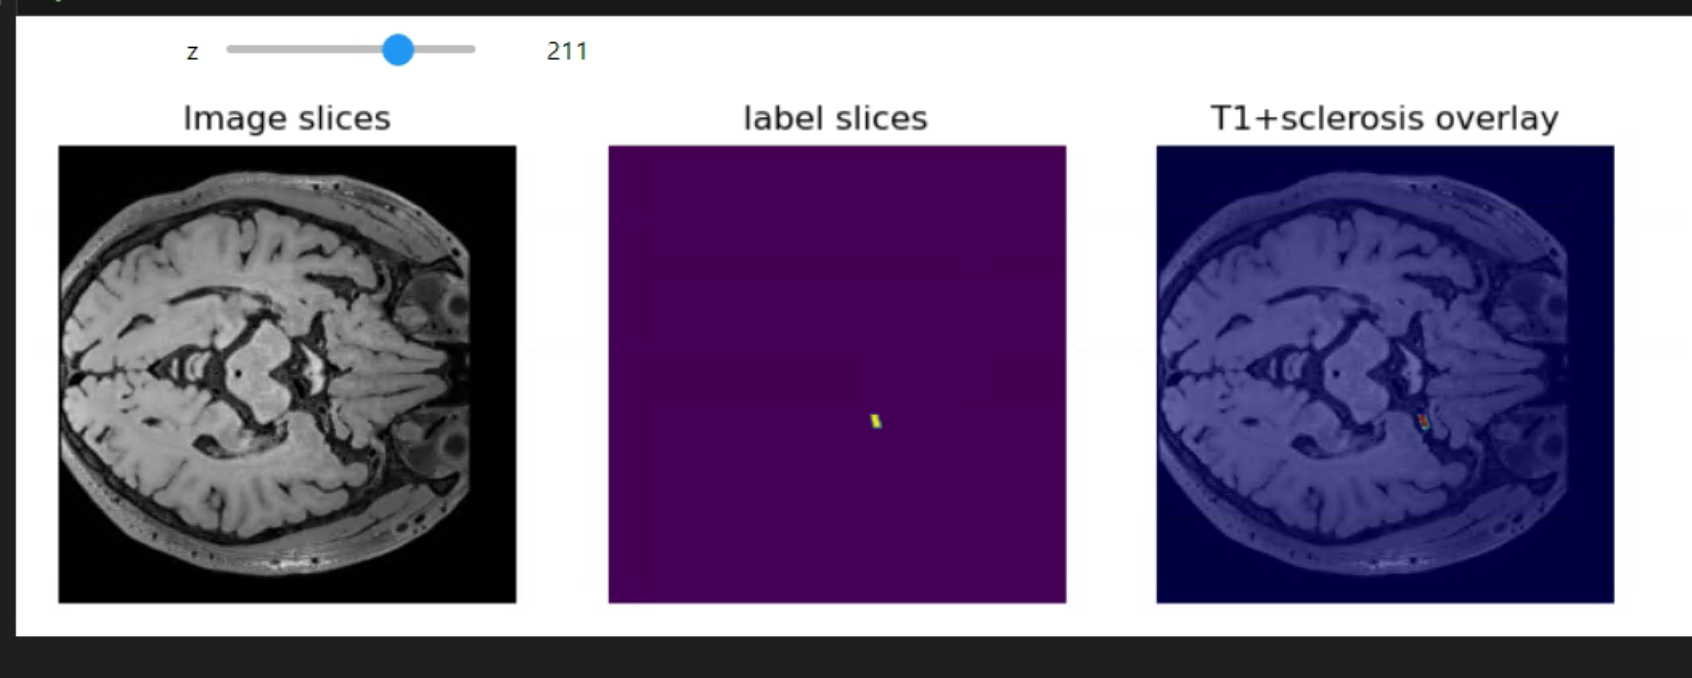 z 211
Image slices
label slices
T1+sclerosis overlay